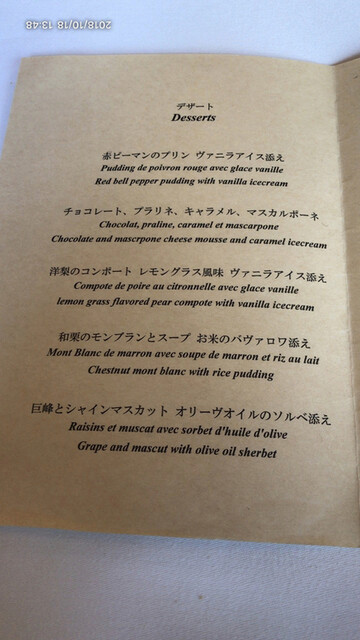 2018/10/18 13:48
デザート
Desserts
赤ピーマンのプリン ヴァニラアイス添え
Pudding de poivron rouge avec glace vanille
Red bell pepper pudding with vanilla icecream
チョコレート、プラリネ、キャラメル、マスカルポーネ
Chocolat, praline, caramel et mascarpone
Chocolate and mascrpone cheese mousse and caramel icecream
洋梨のコンポート レモングラス風味 ヴァニラアイス添え
Compote de poire au citronnelle avec glace vanille
lemon grass flavored pear compote with vanilla icecream
和栗のモンブランとスープ お米のバヴァロワ添え
Mont Blanc de marron avec soupe de marron et riz au lait
Chestnut mont blanc with rice pudding
巨峰とシャインマスカット オリーヴオイルのソルベ添え
Raisins et muscat avec sorbet d'huile d'olive
Grape and mascut with olive oil sherbet